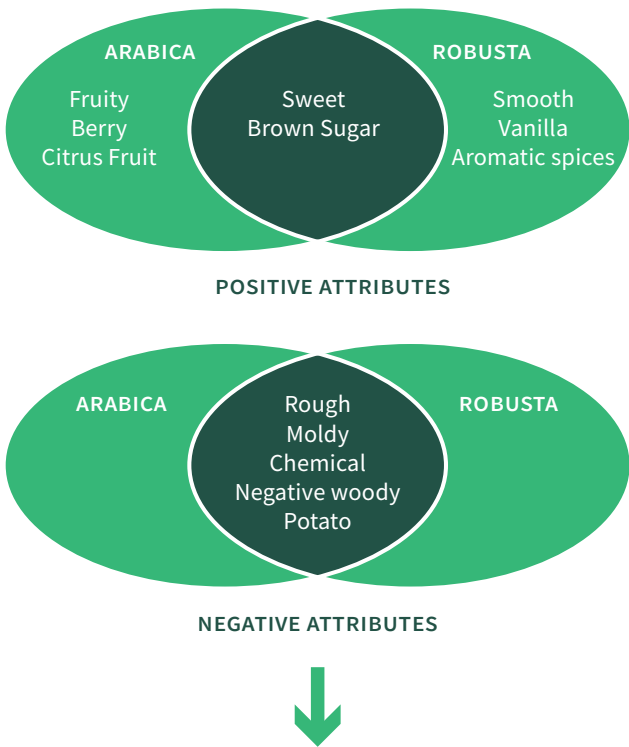 ARABICA
ROBUSTA
Fruity
Berry
Citrus Fruit
Sweet
Brown Sugar
Smooth
Vanilla
Aromatic spices
POSITIVE ATTRIBUTES
ARABICA
ROBUSTA
Rough
Moldy
Chemical
Negative woody
Potato
NEGATIVE ATTRIBUTES